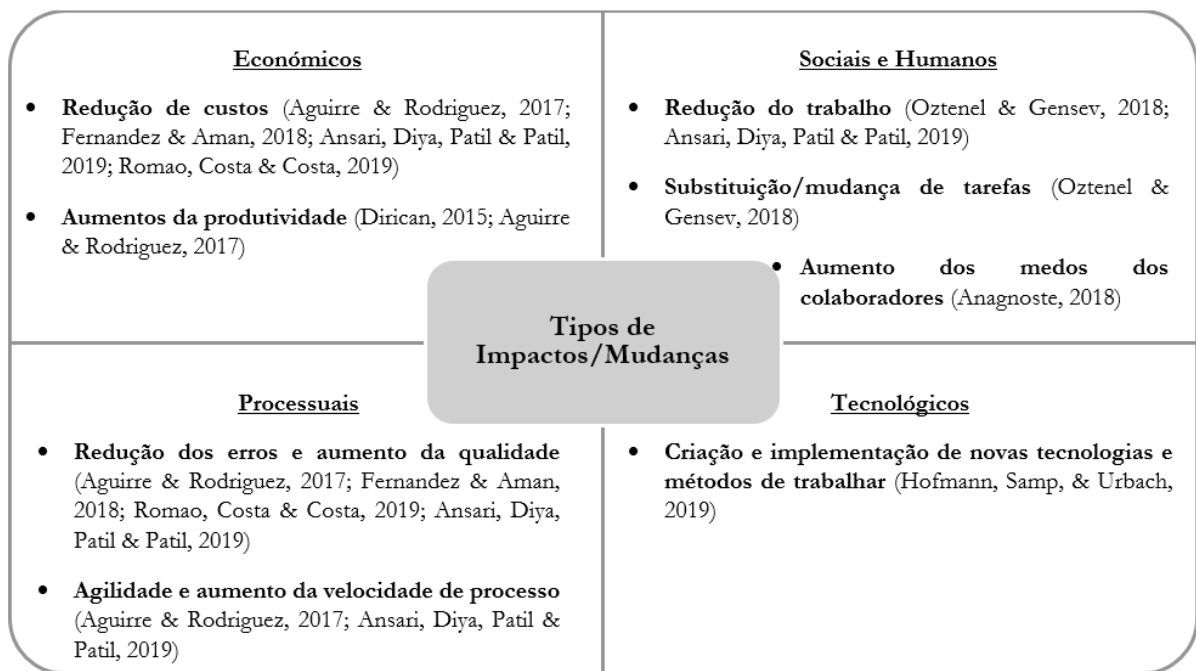 Económicos
• Redução de custos (Aguirre & Rodriguez, 2017;
Fernandez & Aman, 2018; Ansari, Diya, Patil & Patil,
2019; Romao, Costa & Costa, 2019)
• Aumentos da produtividade (Dirican, 2015; Aguirre
& Rodriguez, 2017)
Sociais e Humanos
• Redução do trabalho (Oztenel & Gensev, 2018;
Ansari, Diya, Patil & Patil, 2019)
• Substituição/mudança de tarefas (Oztenel &
Gensev, 2018)
• Aumento dos medos dos
colaboradores (Anagnoste, 2018)
Tipos de
Impactos/Mudanças
Processuais
• Redução dos erros e aumento da qualidade
(Aguirre & Rodriguez, 2017; Fernandez & Aman,
2018; Romao, Costa & Costa, 2019; Ansari, Diya,
Patil & Patil, 2019)
• Agilidade e aumento da velocidade de processo
(Aguirre & Rodriguez, 2017; Ansari, Diya, Patil &
Patil, 2019)
Tecnológicos
• Criação e implementação de novas tecnologias e
métodos de trabalhar (Hofmann, Samp, & Urbach,
2019)